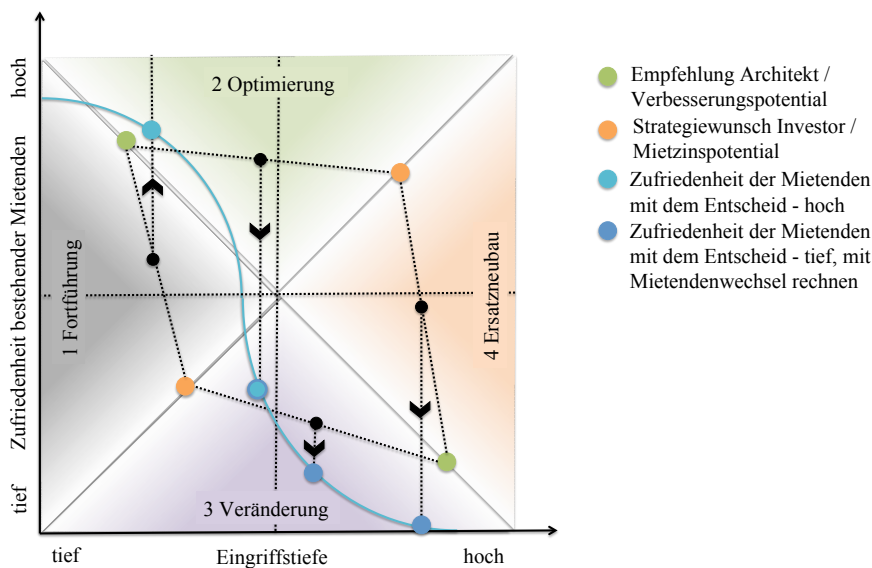 hoch
2 Optimierung
Zufriedenheit bestehender Mietenden
1 Fortführung
4 Ersatzneubau
3 Veränderung
tief
tief
Eingriffstiefe
hoch
Empfehlung Architekt /
Verbesserungspotential
Strategiewunsch Investor /
Mietzinspotential
Zufriedenheit der Mietenden
mit dem Entscheid - hoch
Zufriedenheit der Mietenden
mit dem Entscheid - tief, mit
Mietendenwechsel rechnen